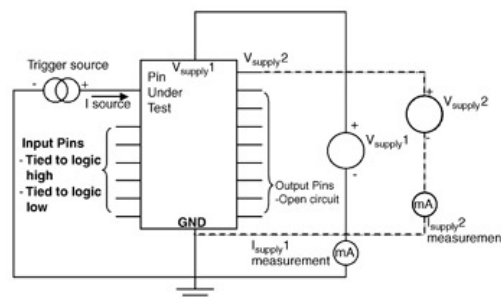 Trigger source
- +
I source
Vsupply1
Pin
Under
Test
Vsupply2
+
Vsupply2
-
+
Vsupply1
-
Input Pins
- Tied to logic
high
- Tied to logic
low
Output Pins
-Open circuit
GND
mA
Isupply2
measurement
Isupply1
measurement
mA